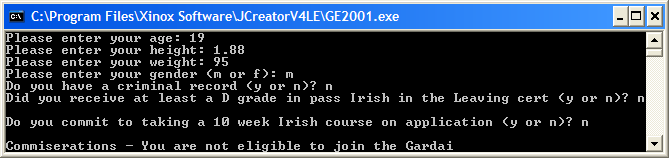 C:\Program Files\Xinox Software\JCreatorV4LE\GE2001.exe
Please enter your age: 19
Please enter your height: 1.88
Please enter your weight: 95
Please enter your gender (m or f): m
Do you have a criminal record (y or n)? n
Did you receive at least a D grade in pass Irish in the Leaving cert (y or n)? n
Do you commit to taking a 10 week Irish course on application (y or n)? n
Commiserations - You are not eligible to join the Gardai